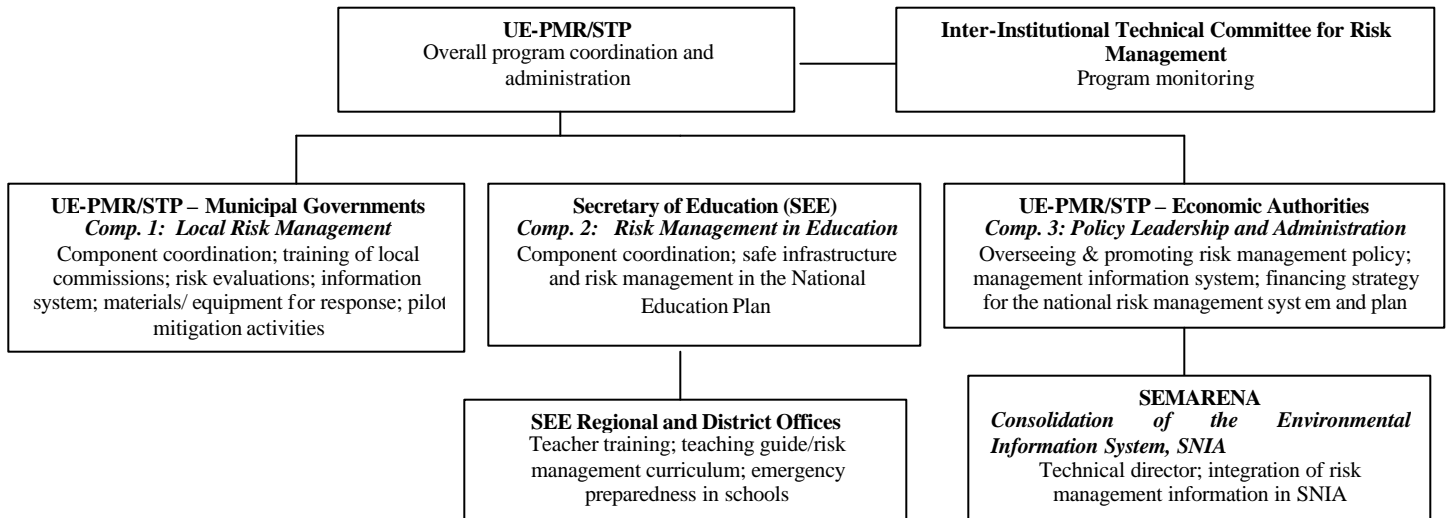 UE-PMR/STP
Overall program coordination and
administration
Inter-Institutional Technical Committee for Risk
Management
Program monitoring
UE-PMR/STP – Municipal Governments
Comp. 1: Local Risk Management
Component coordination; training of local
commissions; risk evaluations; information
system; materials/ equipment for response; pilot
mitigation activities
Secretary of Education (SEE)
Comp. 2: Risk Management in Education
Component coordination; safe infrastructure
and risk management in the National
Education Plan
UE-PMR/STP – Economic Authorities
Comp. 3: Policy Leadership and Administration
Overseeing & promoting risk management policy;
management information system; financing strategy
for the national risk management syst em and plan
SEE Regional and District Offices
Teacher training; teaching guide/risk
management curriculum; emergency
preparedness in schools
SEMARENA
Consolidation of the Environmental
Information System, SNIA
Technical director; integration of risk
management information in SNIA